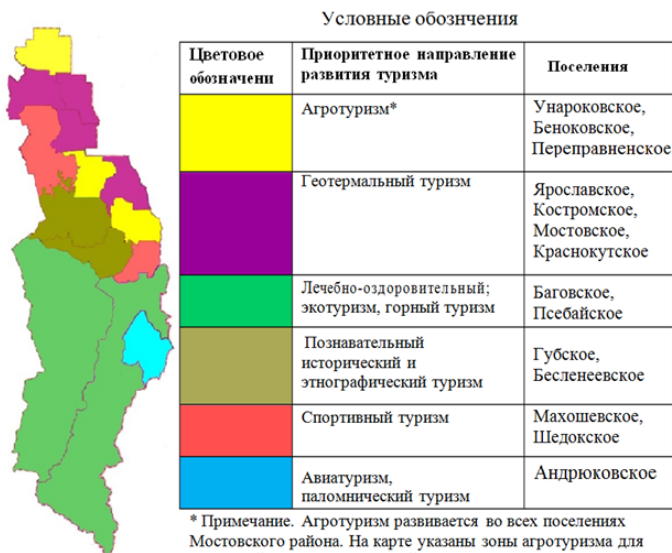 Условные обознчения
Цветовое обозначени
Приоритетное направление развития туризма
Поселения
Агротуризм*
Унароковское,
Беноковское,
Переправненское
Геотермальный туризм
Ярославское,
Костромское,
Мостовское,
Краснокутское
Лечебно-оздоровительный;
экотуризм, горный туризм
Баговское,
Псебайское
Познавательный
исторический и
этнографический туризм
Губское,
Бесленеевское
Спортивный туризм
Махошевское,
Шедокское
Авиатуризм,
паломнический туризм
Андрюковское
* Примечание. Агротуризм развивается во всех поселениях
Мостовского района. На карте указаны зоны агротуризма для